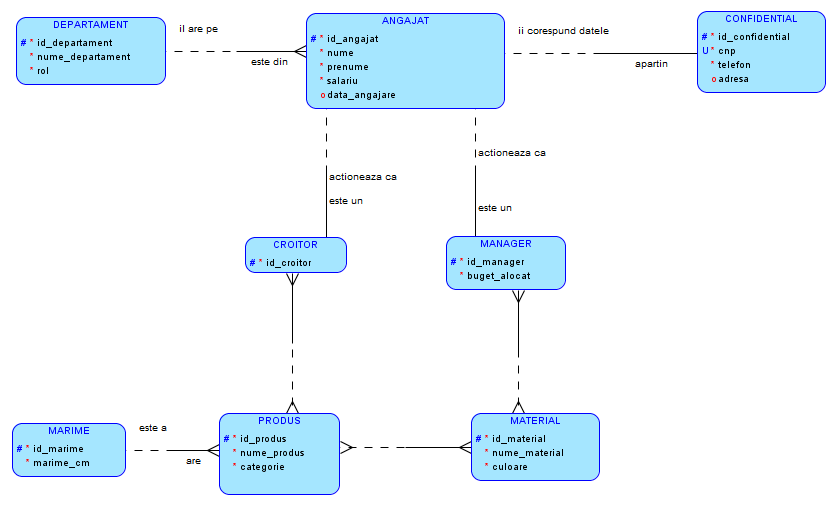 DEPARTAMENT
# * id_departament
* nume_departament
* rol
il are pe
este din
ANGAJAT
# * id_angajat
* nume
* prenume
* salariu
o data_angajare
ii corespund datele
apartin
CONFIDENTIAL
# * id_confidential
U * cnp
* telefon
o adresa
actioneaza ca
este un
actioneaza ca
este un
CROITOR
# * id_croitor
MANAGER
# * id_manager
* buget_alocat
MARIME
# * id_marime
* marime_cm
este a
are
PRODUS
# * id_produs
* nume_produs
* categorie
MATERIAL
# * id_material
* nume_material
* culoare